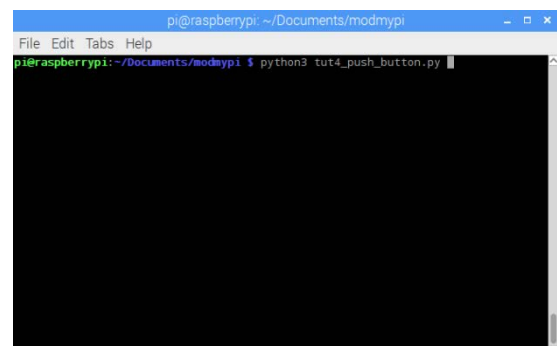 pi@raspberrypi: ~/Documents/modmypi
File Edit Tabs Help
pi@raspberrypi:~/Documents/modmypi $ python3 tut4_push_button.py